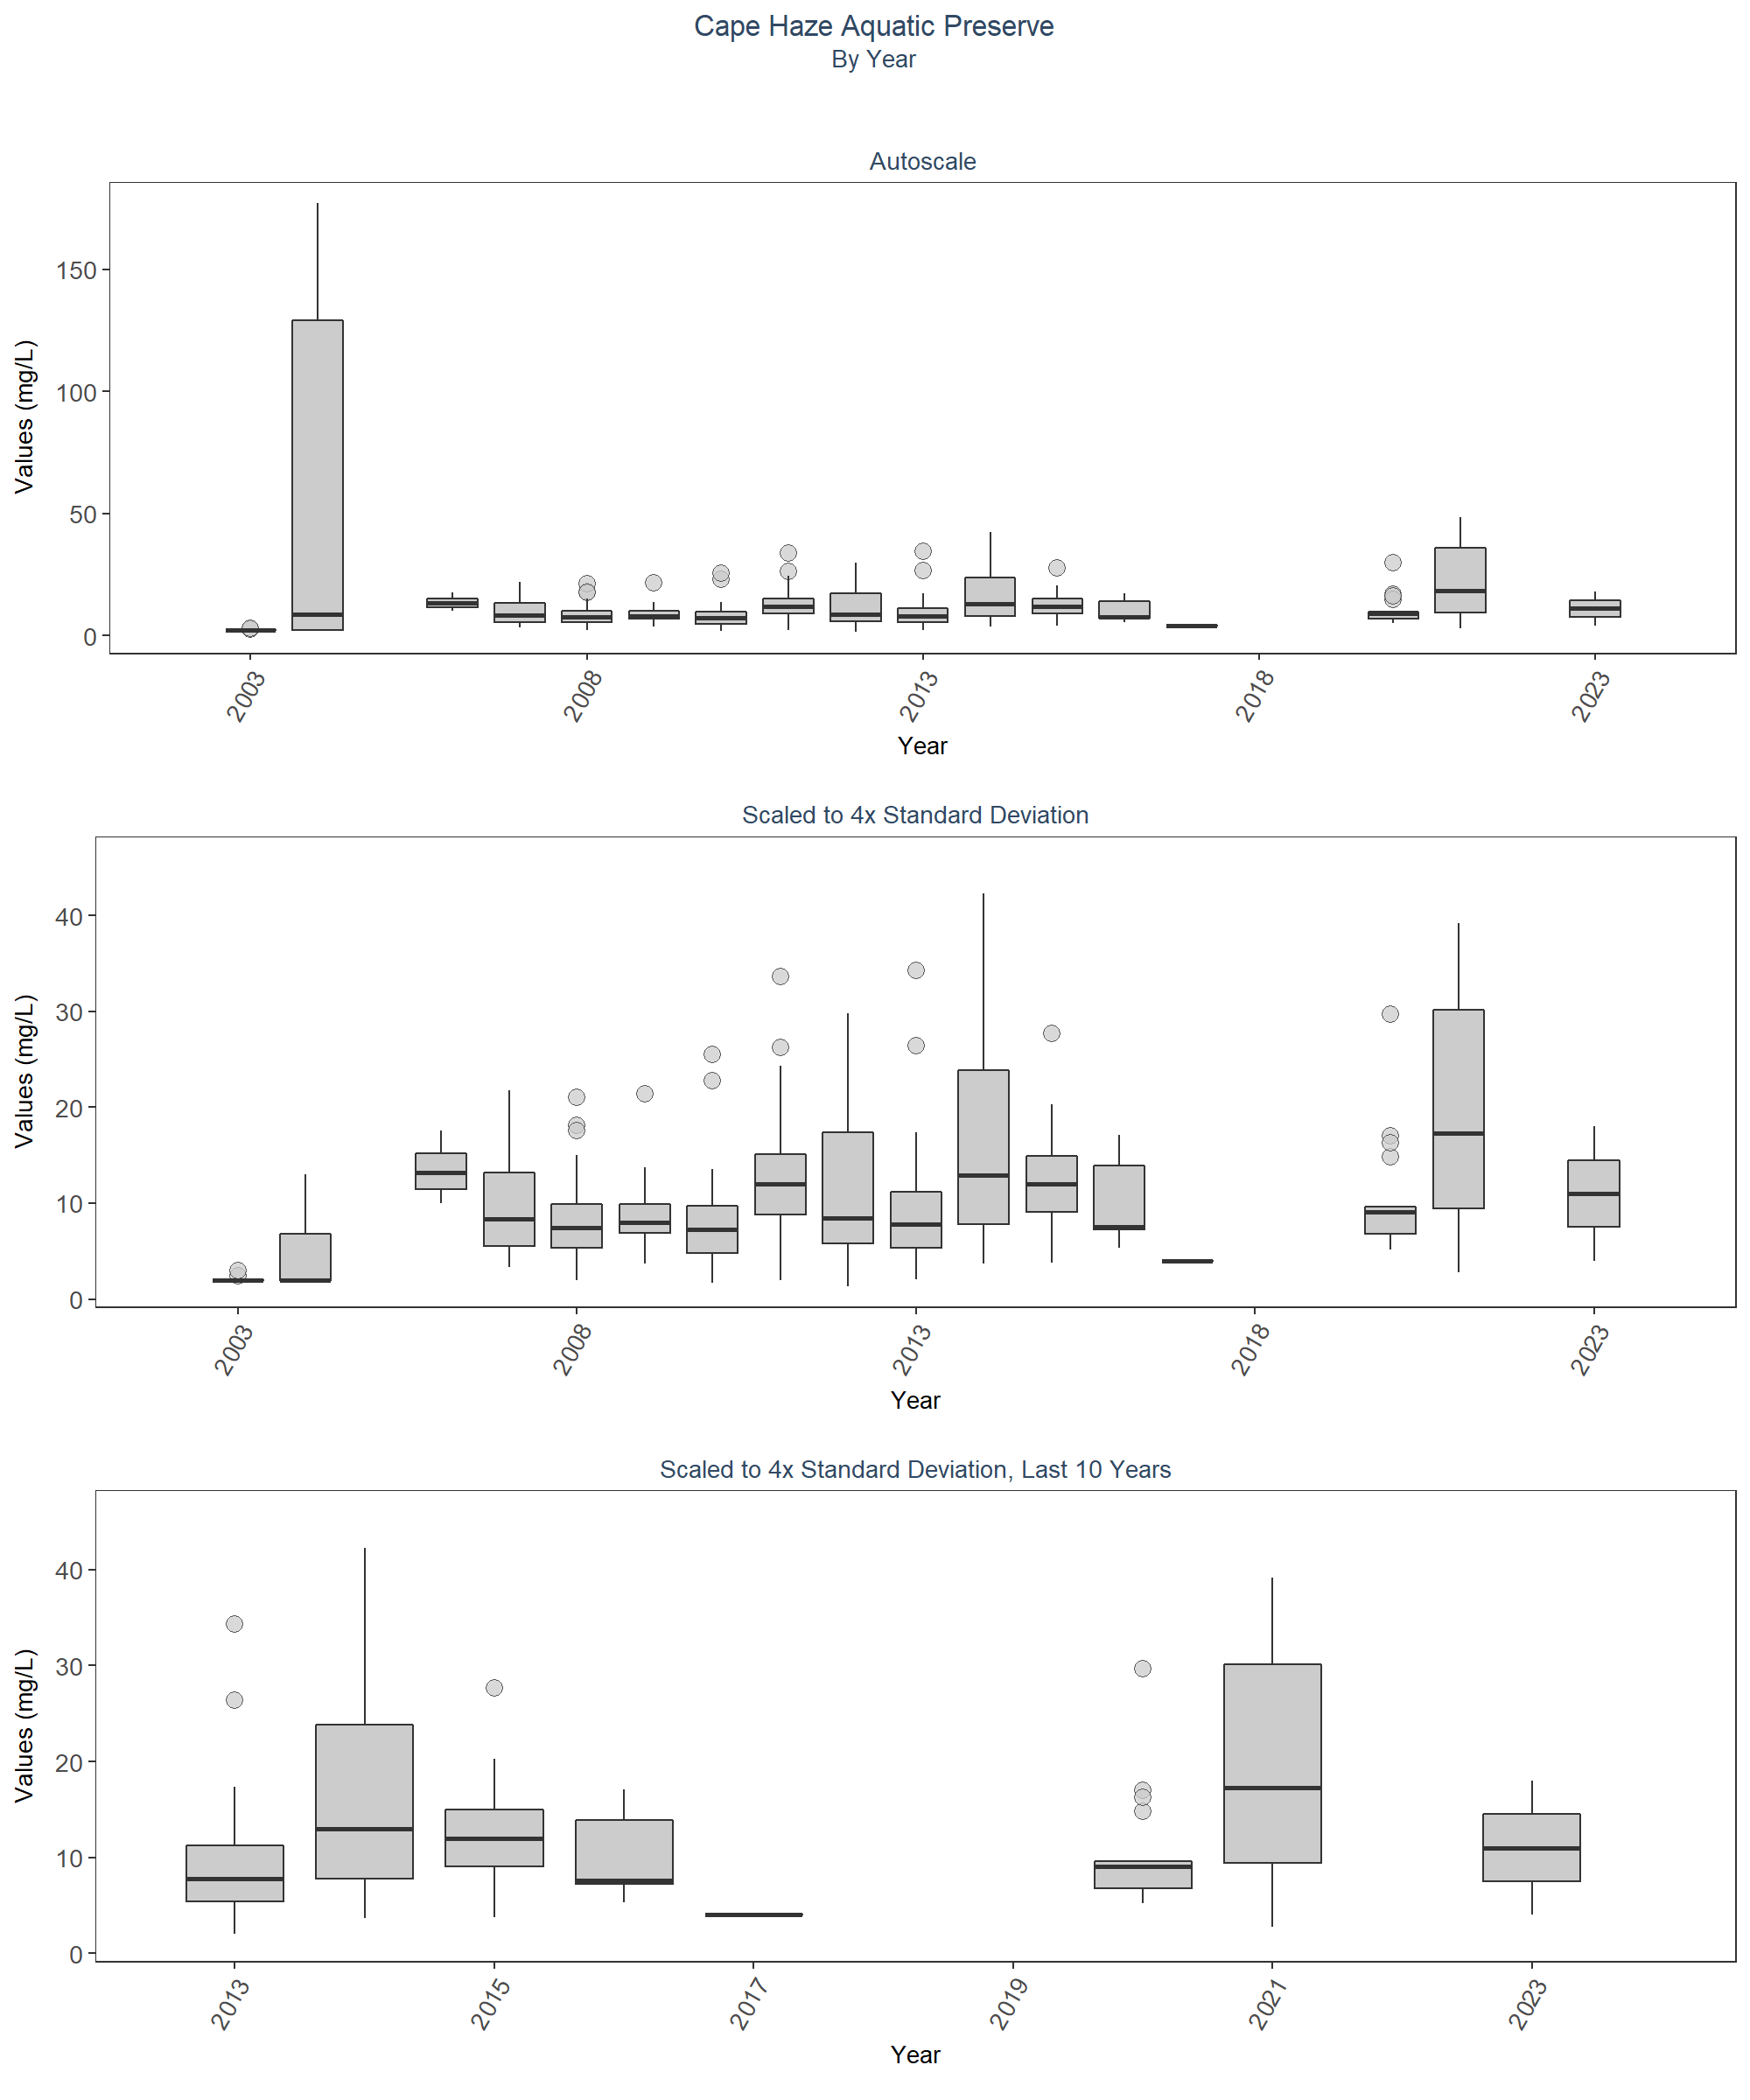 Cape Haze Aquatic Preserve
By Year
Autoscale
Values (mg/L)
150
100
50
0
2003
2008
2013
2018
2023
Year
Scaled to 4x Standard Deviation
Values (mg/L)
40
30
20
10
0
2003
2008
2013
2018
2023
Year
Scaled to 4x Standard Deviation, Last 10 Years
Values (mg/L)
40
30
20
10
0
2013
2015
2017
2019
2021
2023
Year